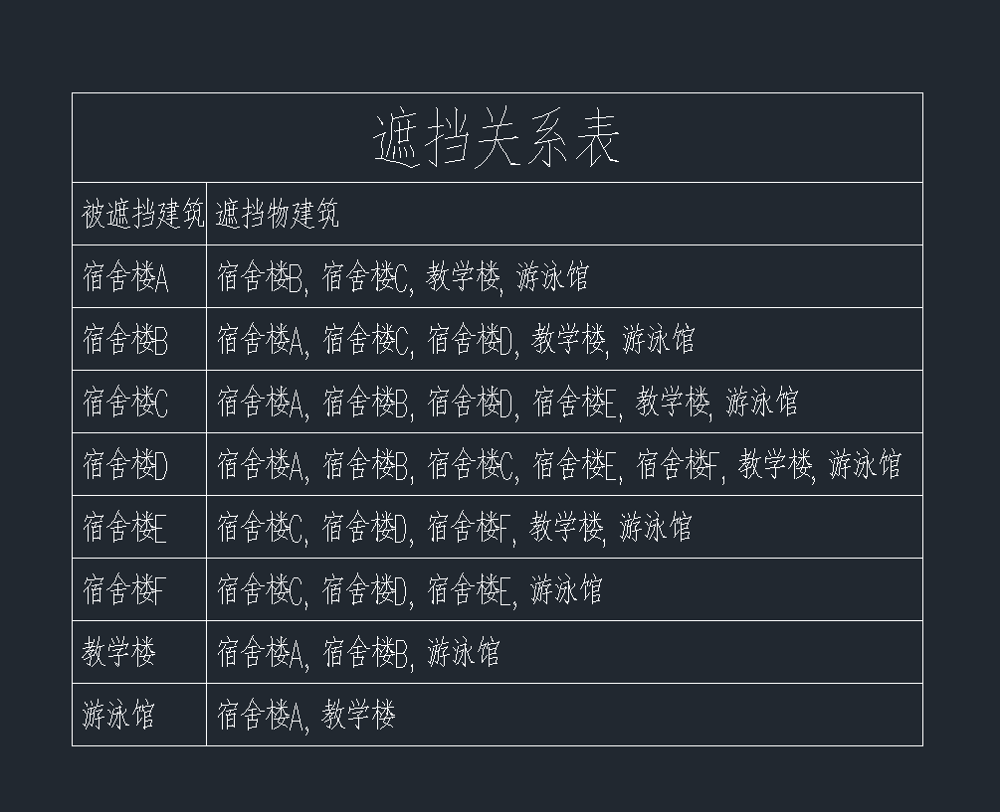 遮挡关系表
被遮挡建筑 遮挡物建筑
宿舍楼A 宿舍楼B, 宿舍楼C, 教学楼, 游泳馆
宿舍楼B 宿舍楼A, 宿舍楼C, 宿舍楼D, 教学楼, 游泳馆
宿舍楼C 宿舍楼A, 宿舍楼B, 宿舍楼D, 宿舍楼E, 教学楼, 游泳馆
宿舍楼D 宿舍楼A, 宿舍楼B, 宿舍楼C, 宿舍楼E, 宿舍楼F, 教学楼, 游泳馆
宿舍楼E 宿舍楼C, 宿舍楼D, 宿舍楼F, 教学楼, 游泳馆
宿舍楼F 宿舍楼C, 宿舍楼D, 宿舍楼E, 游泳馆
教学楼 宿舍楼A, 宿舍楼B, 游泳馆
游泳馆 宿舍楼A, 教学楼